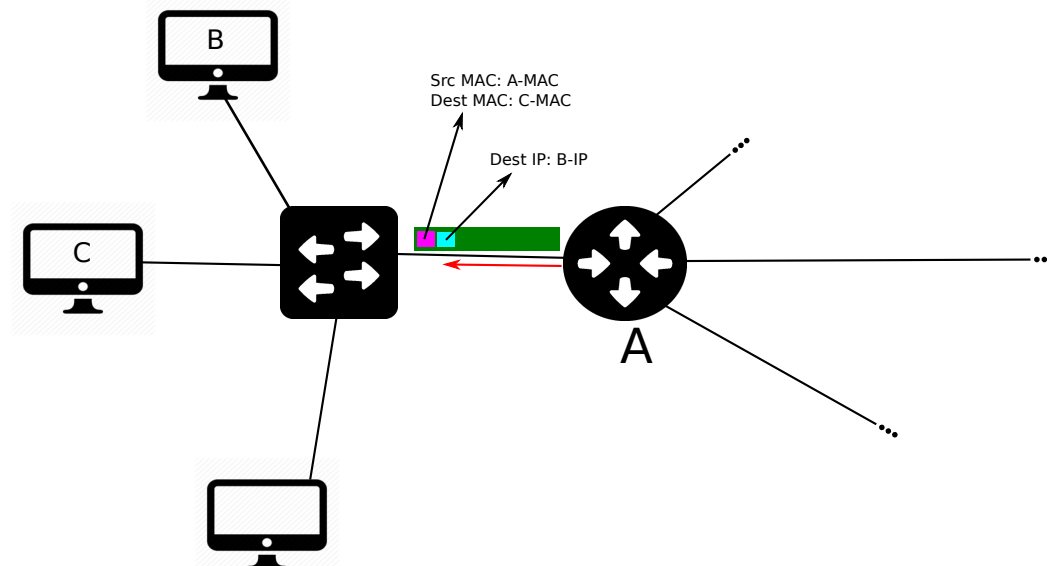 B
Src MAC: A-MAC
Dest MAC: C-MAC
Dest IP: B-IP
C
A